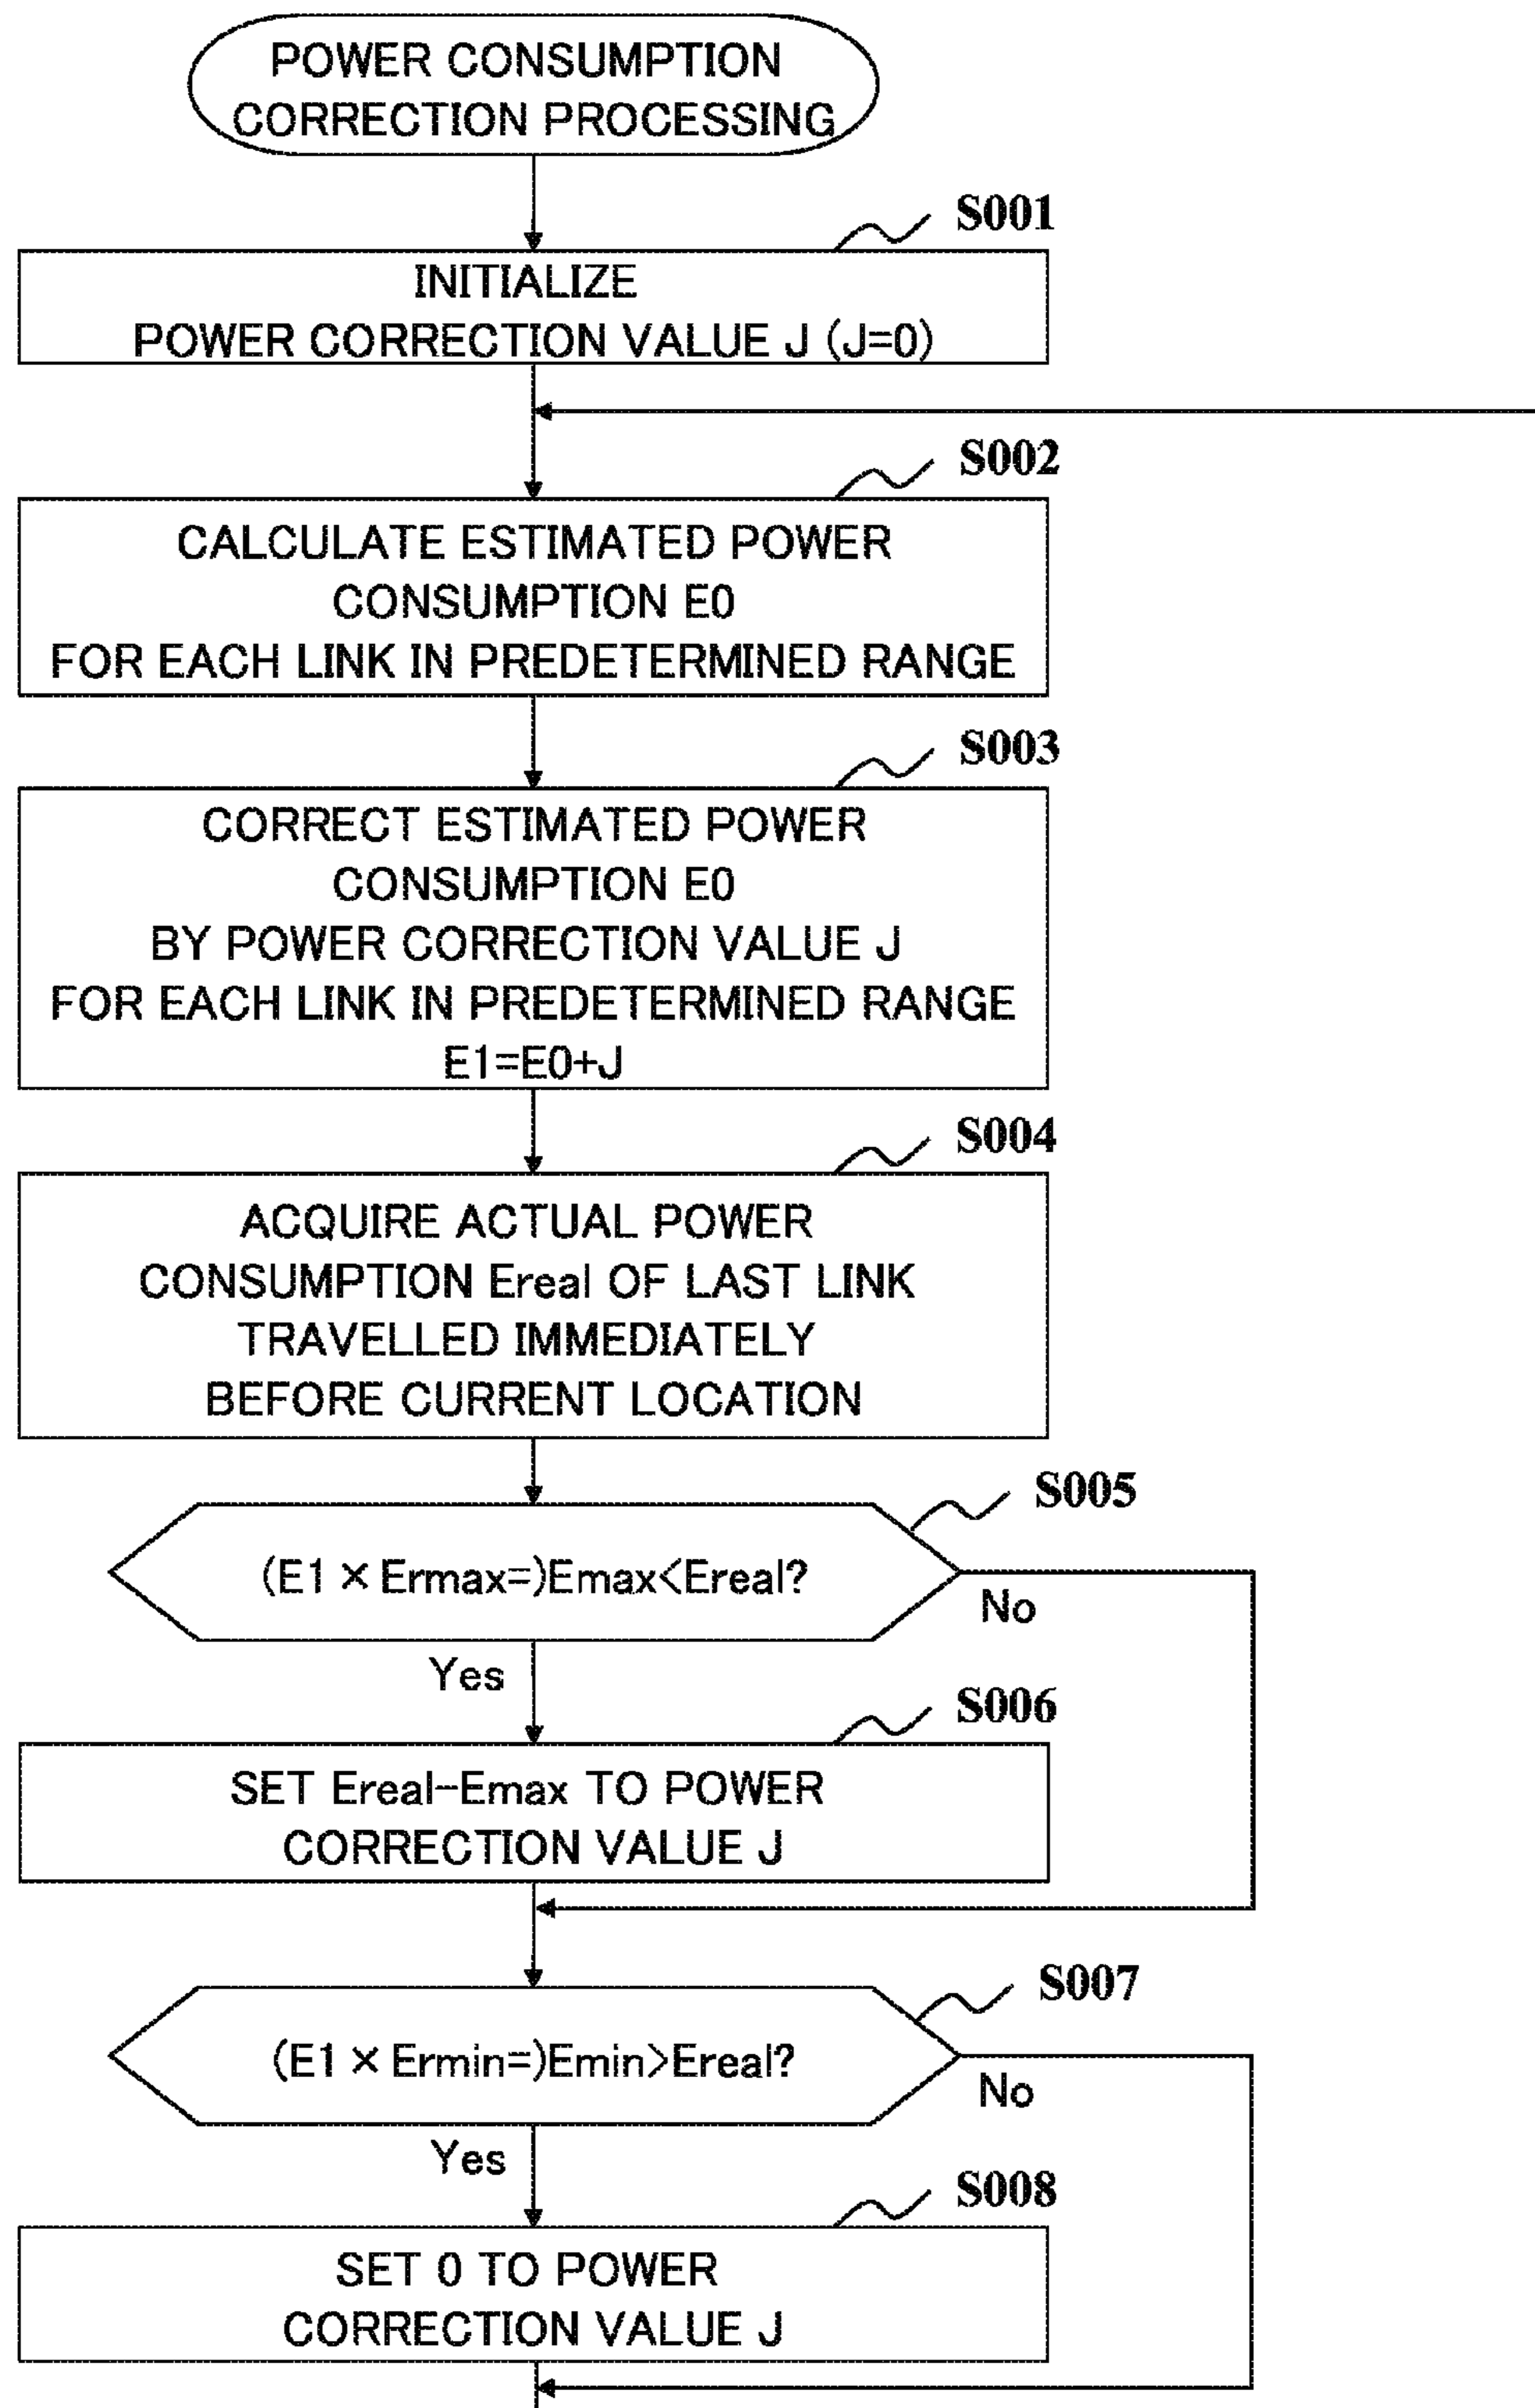 POWER CONSUMPTION
CORRECTION PROCESSING
S001
INITIALIZE
POWER CORRECTION VALUE J (J=0)
S002
CALCULATE ESTIMATED POWER
CONSUMPTION E0
FOR EACH LINK IN PREDETERMINED RANGE
S003
CORRECT ESTIMATED POWER
CONSUMPTION E0
BY POWER CORRECTION VALUE J
FOR EACH LINK IN PREDETERMINED RANGE
E1=E0+J
S004
ACQUIRE ACTUAL POWER
CONSUMPTION Ereal OF LAST LINK
TRAVELLED IMMEDIATELY
BEFORE CURRENT LOCATION
S005
(E1 × Ermax=)Emax<Ereal?
No
Yes
S006
SET Ereal-Emax TO POWER
CORRECTION VALUE J
S007
(E1 × Ermin=)Emin>Ereal?
No
Yes
S008
SET 0 TO POWER
CORRECTION VALUE J